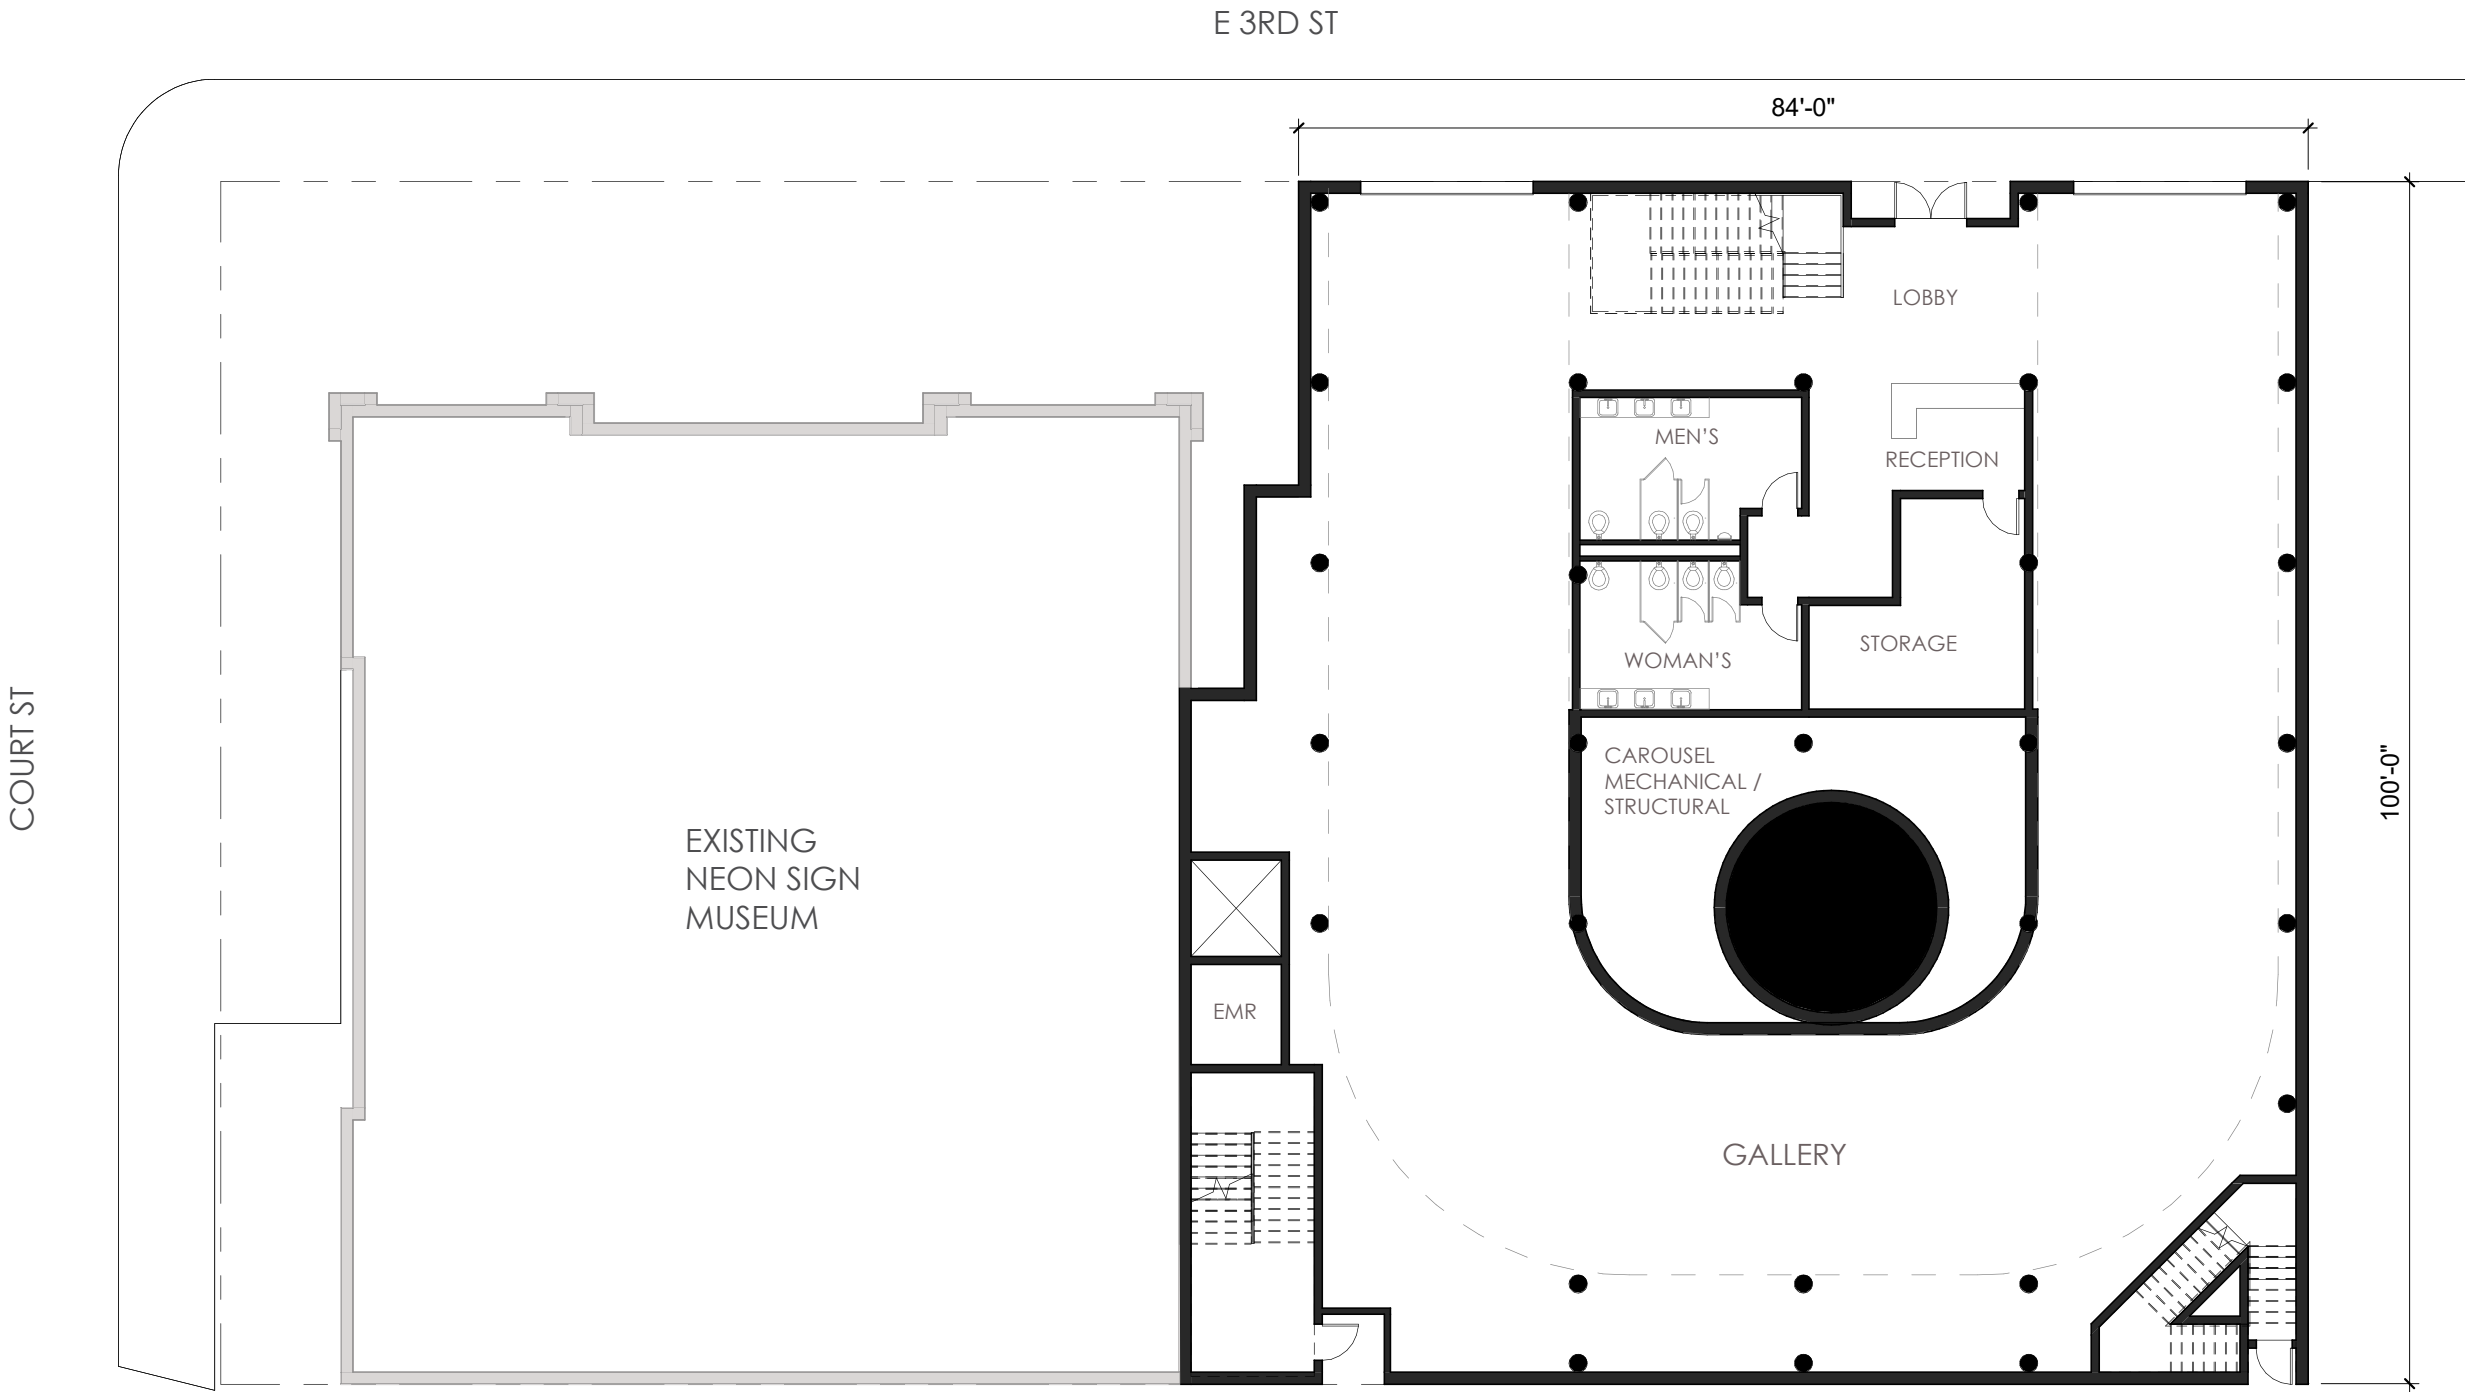 E 3RD ST
84'-0"
LOBBY
MEN’S
RECEPTION
WOMAN’S
STORAGE
COURT ST
CAROUSEL
MECHANICAL /
STRUCTURAL
100'-0"
EXISTING
NEON SIGN
MUSEUM
EMR
GALLERY